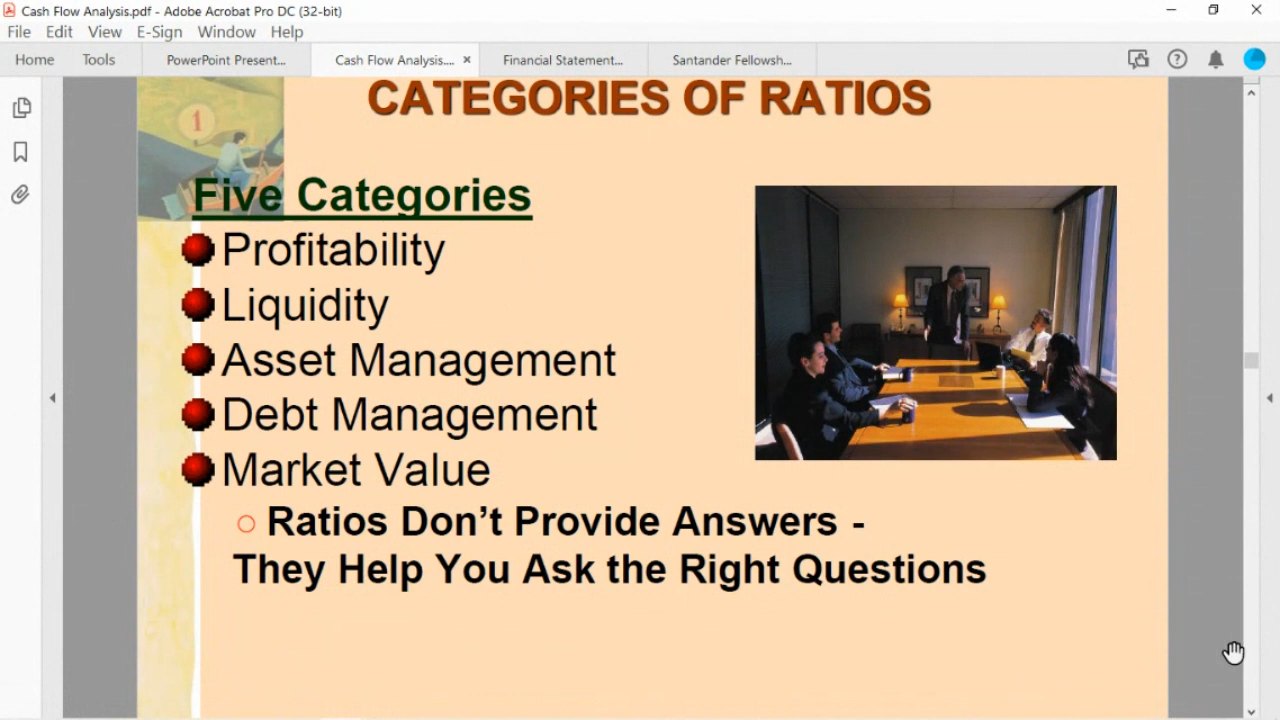 Cash Flow Analysis.pdf - Adobe Acrobat Pro DC (32-bit)
File Edit View E-Sign Window Help
Home Tools PowerPoint Present... Cash Flow Analysis.... × Financial Statement... Santander Fellowsh...
CATEGORIES OF RATIOS
1
Five Categories
Profitability
Liquidity
Asset Management
Debt Management
Market Value
Ratios Don’t Provide Answers -
They Help You Ask the Right Questions